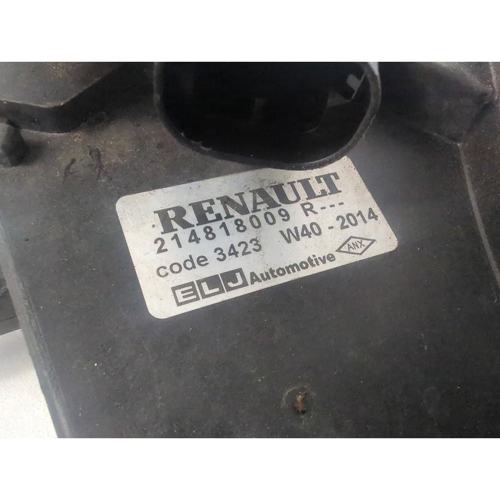 RENAULT
214818009 R---
code 3423 W40 - 2014
ELJ Automotive ANX